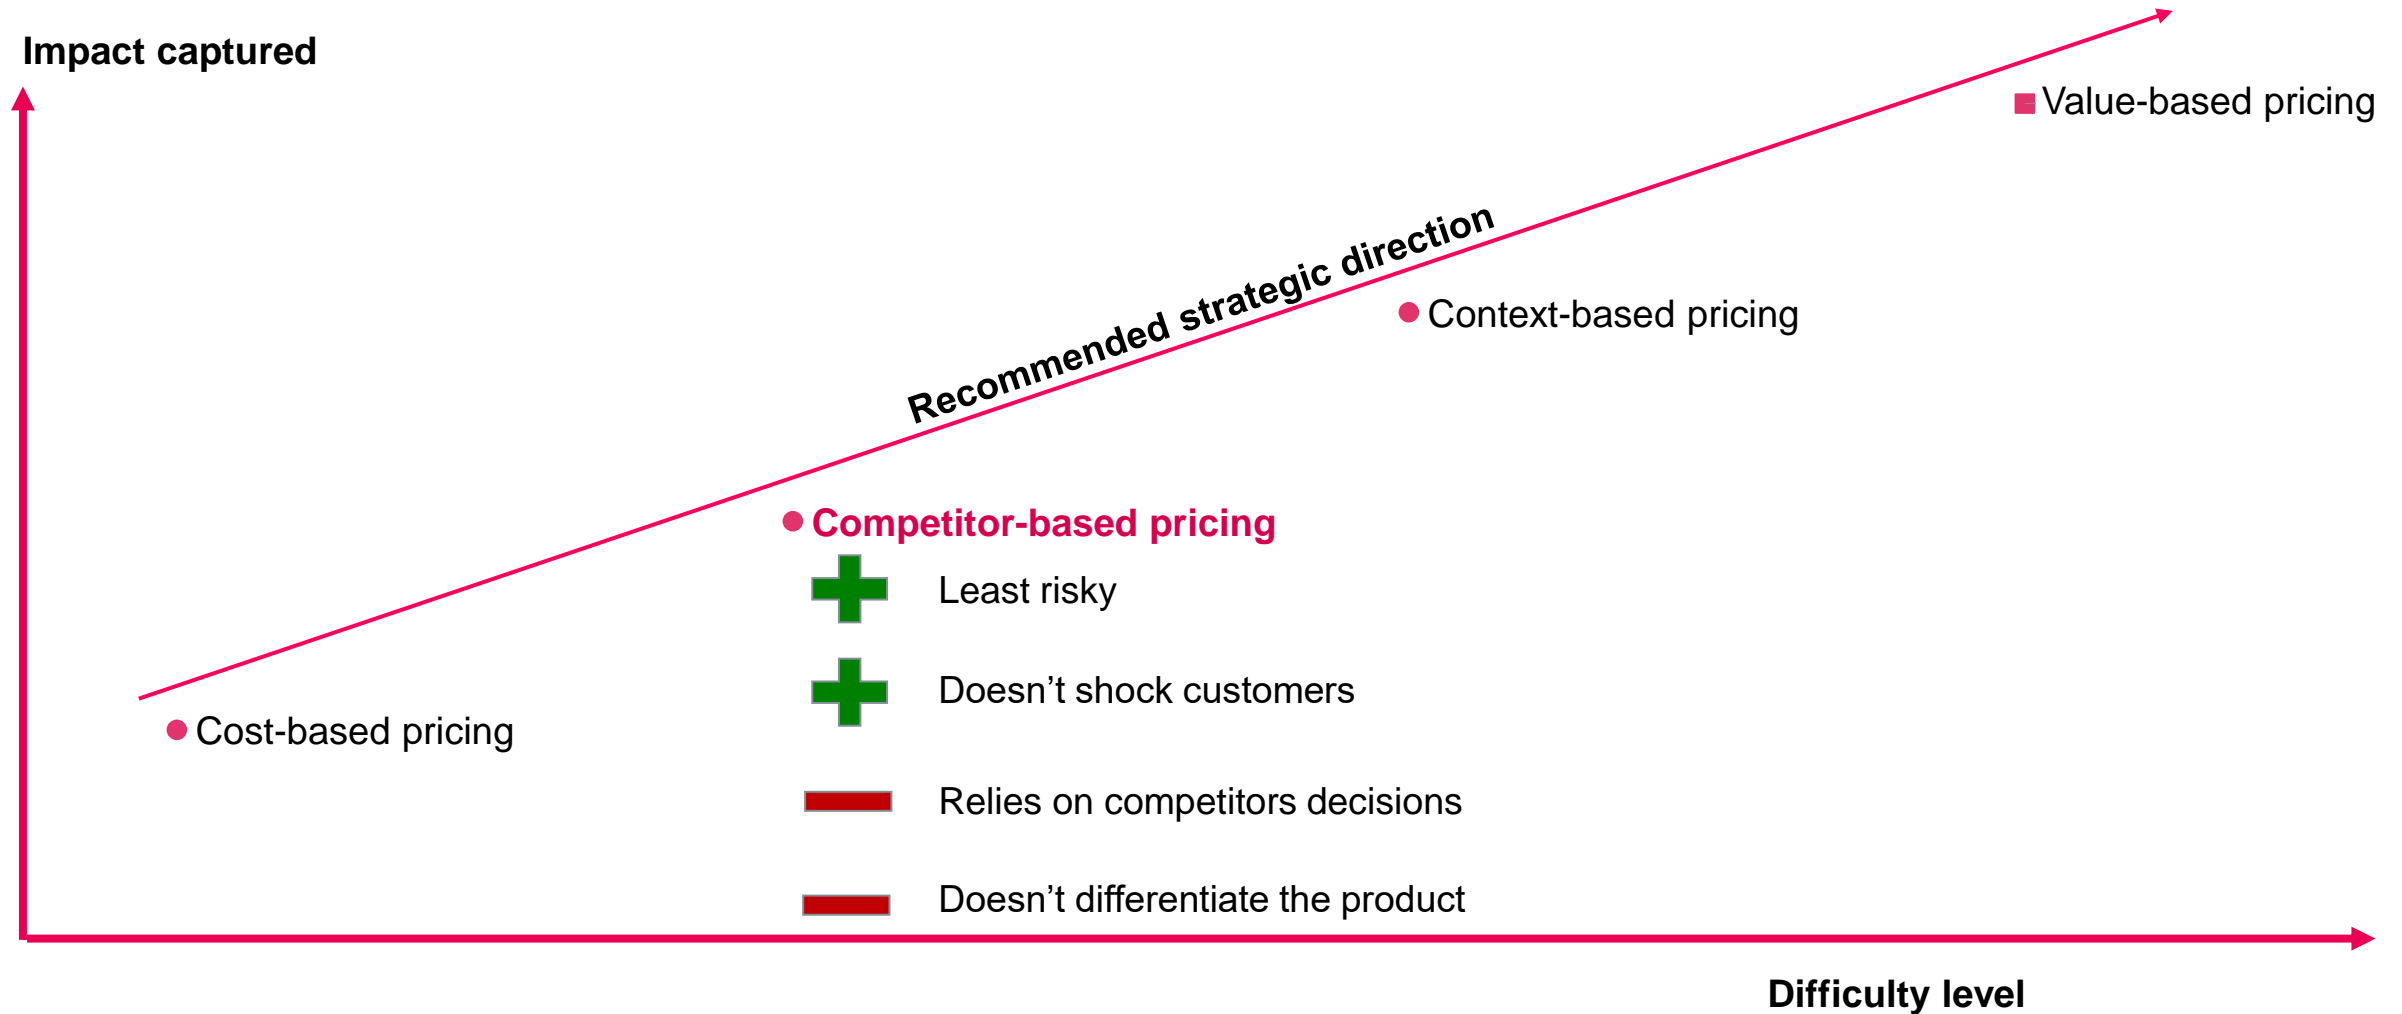 Impact captured
Value-based pricing
Recommended strategic direction
Context-based pricing
Competitor-based pricing
Least risky
Doesn’t shock customers
Cost-based pricing
Relies on competitors decisions
Doesn’t differentiate the product
Difficulty level